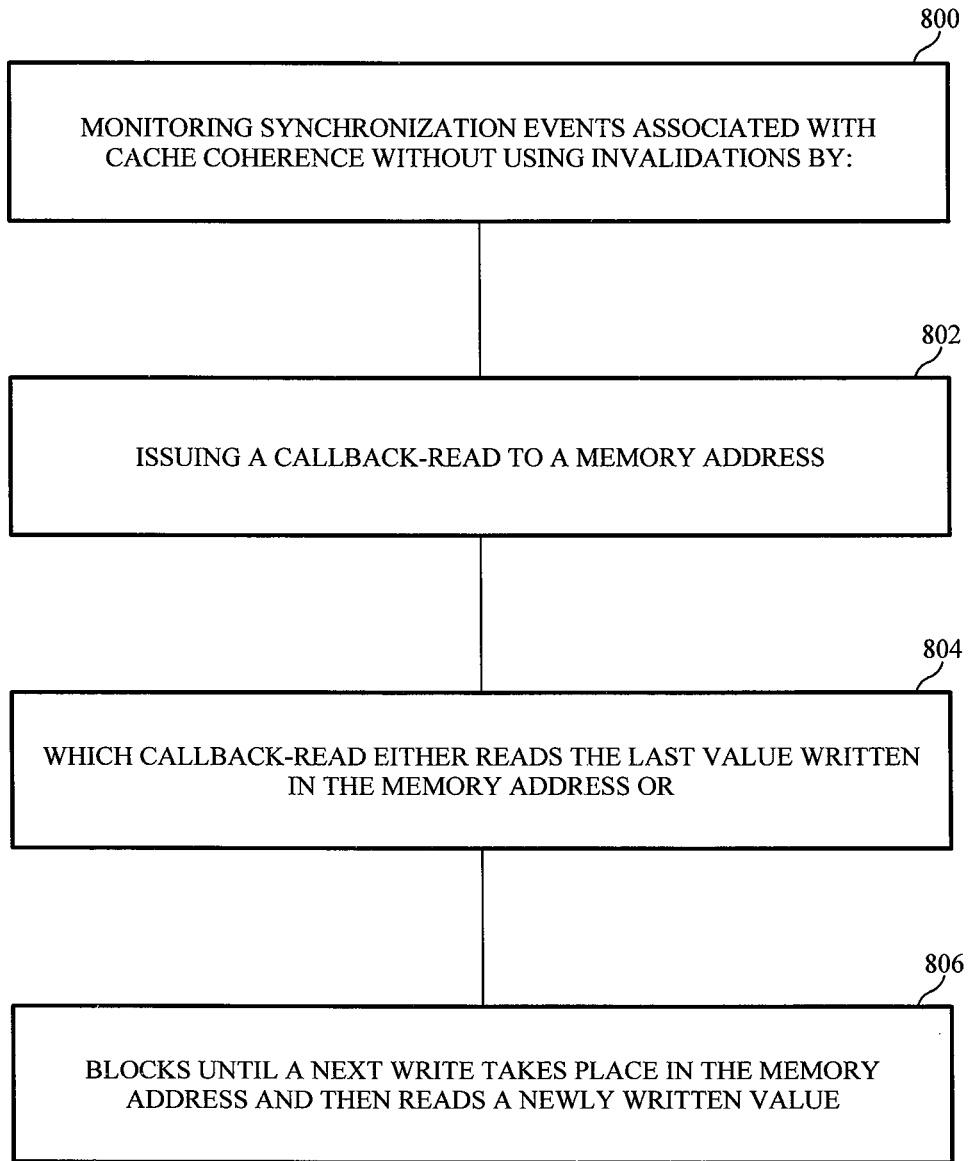 800
MONITORING SYNCHRONIZATION EVENTS ASSOCIATED WITH
CACHE COHERENCE WITHOUT USING INVALIDATIONS BY:
802
ISSUING A CALLBACK-READ TO A MEMORY ADDRESS
804
WHICH CALLBACK-READ EITHER READS THE LAST VALUE WRITTEN
IN THE MEMORY ADDRESS OR
806
BLOCKS UNTIL A NEXT WRITE TAKES PLACE IN THE MEMORY
ADDRESS AND THEN READS A NEWLY WRITTEN VALUE